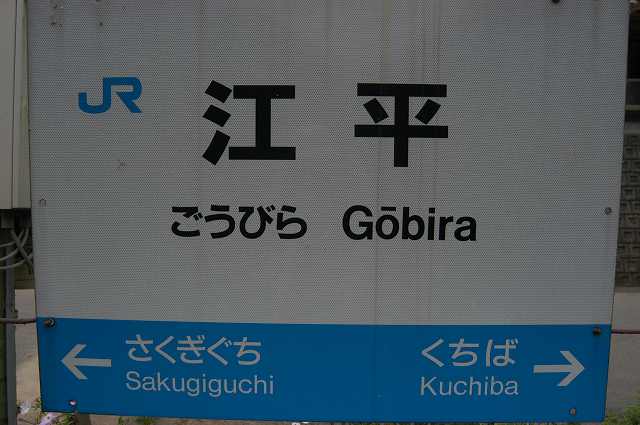 JR
江平
ごうびら Gōbira
← さくぎぐち
Sakugiguchi
くちば →
Kuchiba